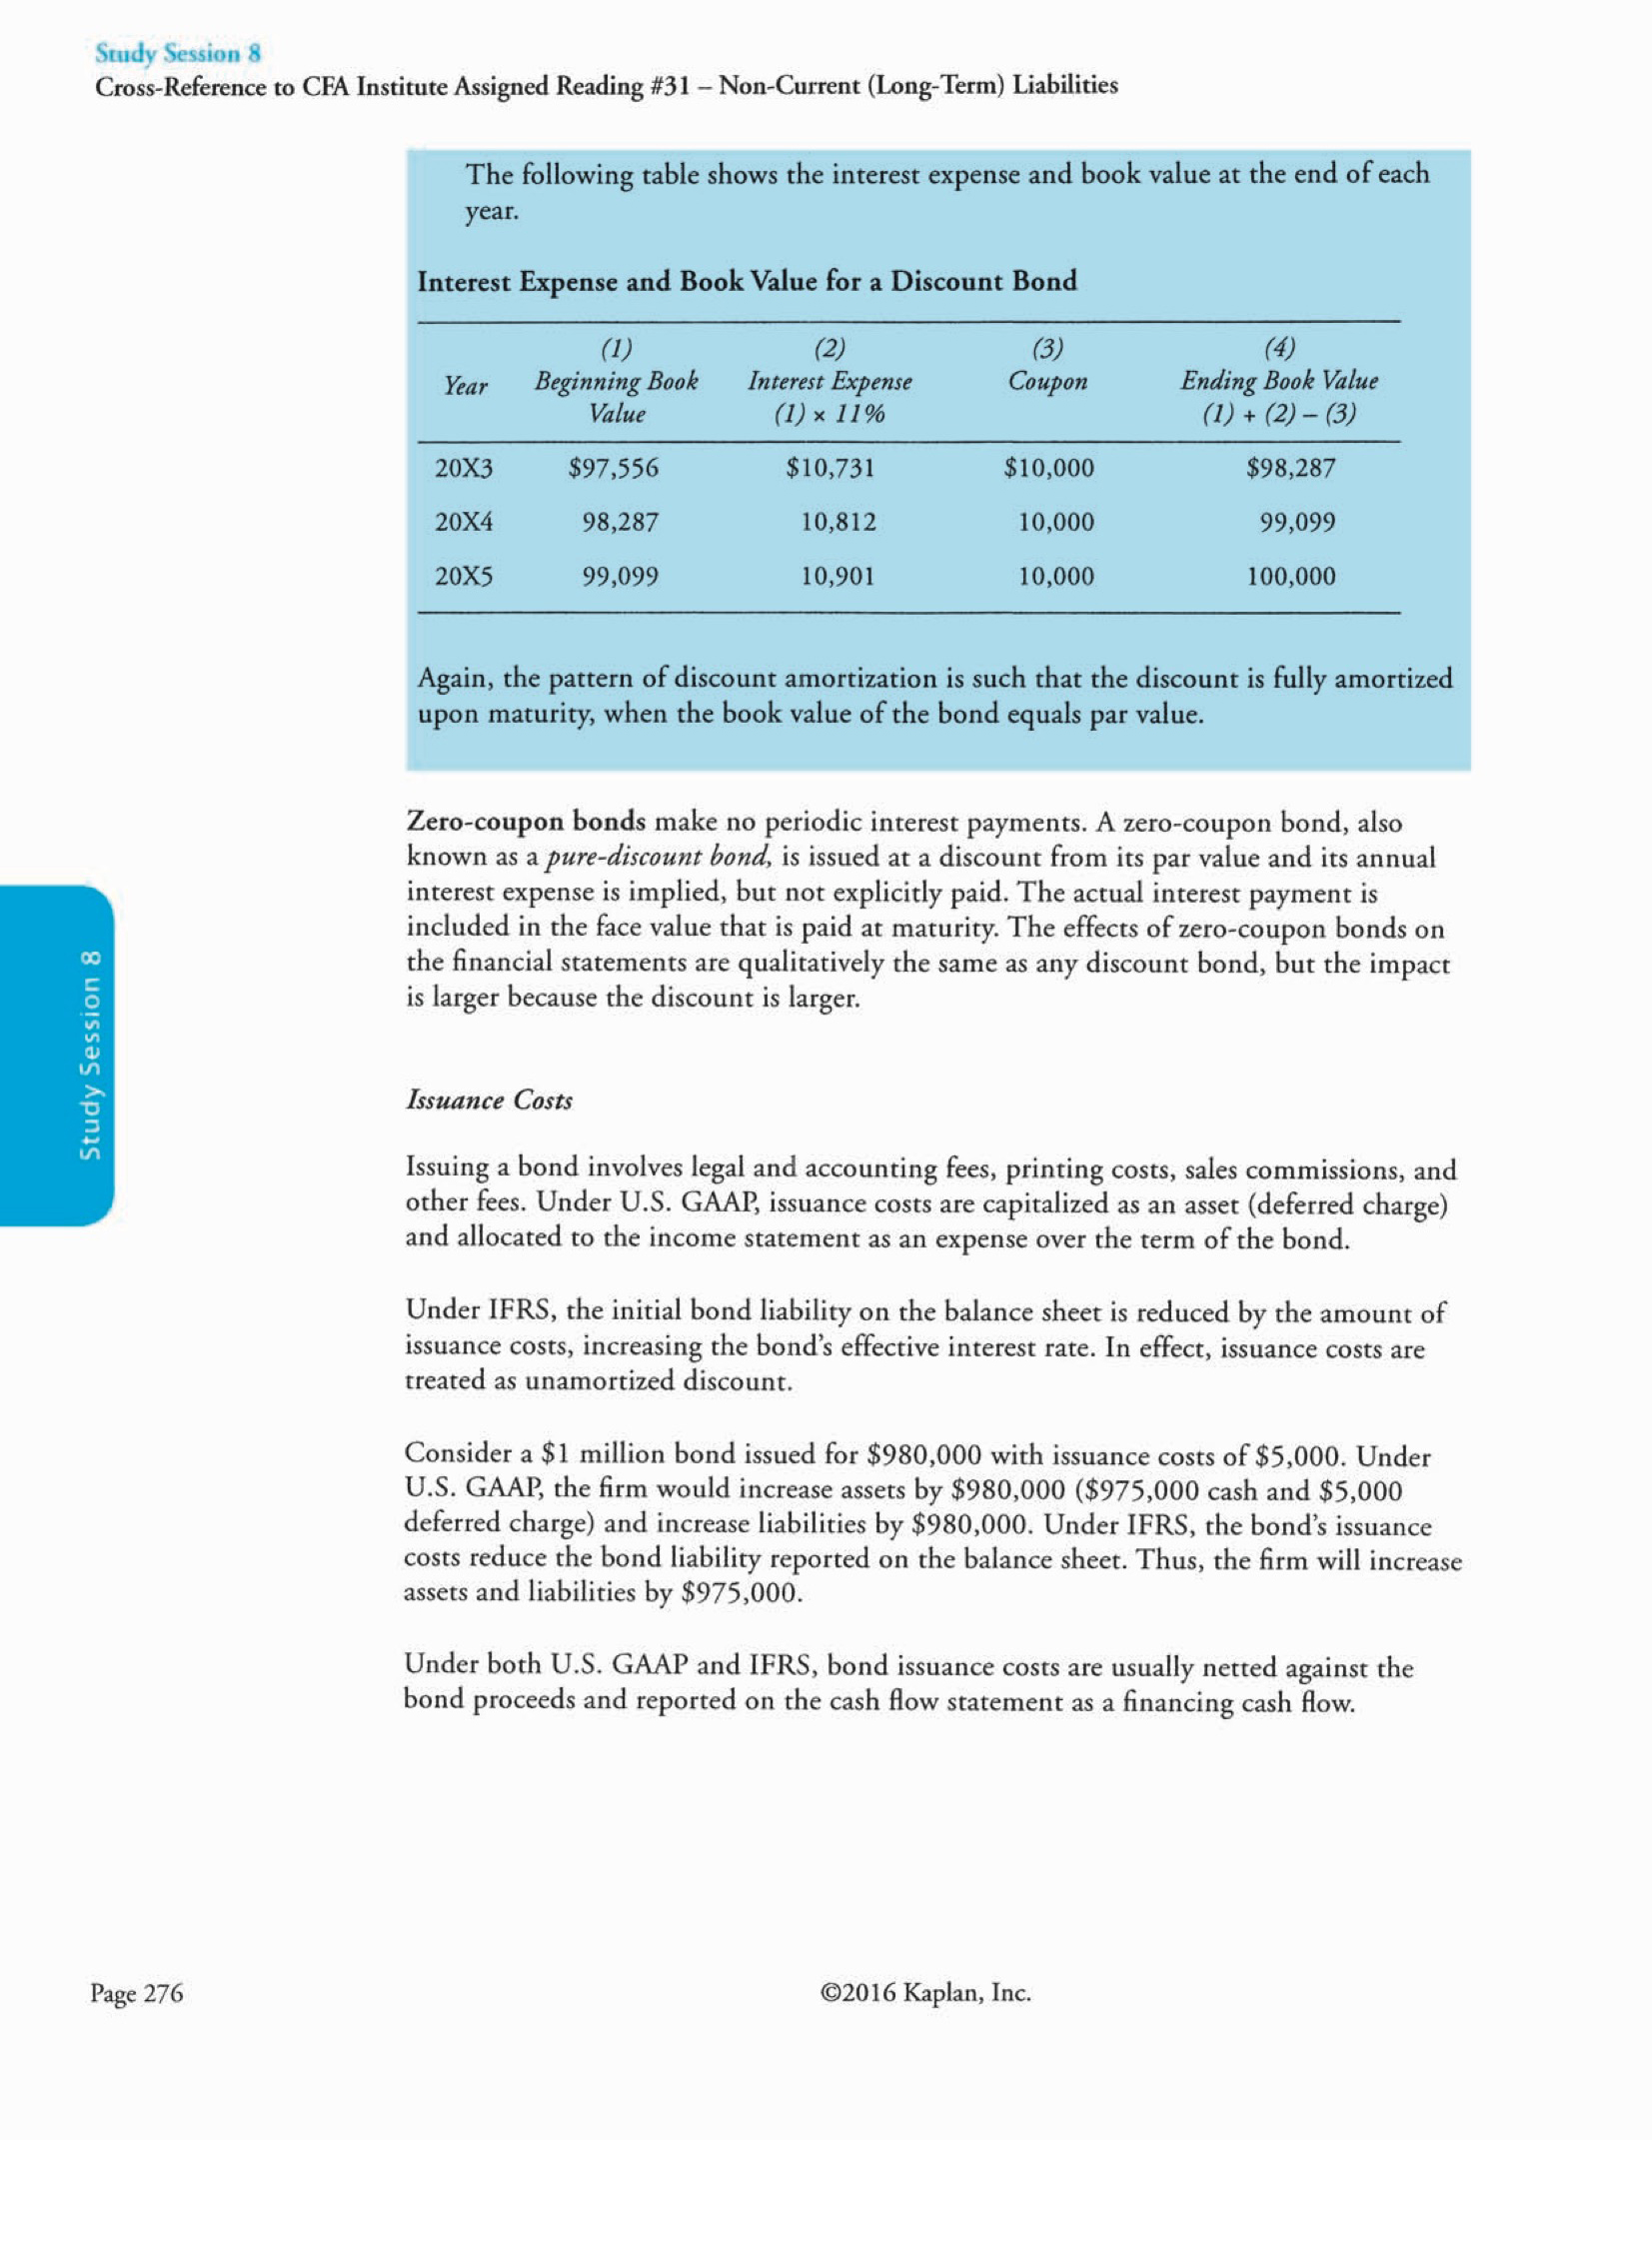 Study Session 8
Cross-Reference to CFA Institute Assigned Reading #31 – Non-Current (Long-Term) Liabilities
The following table shows the interest expense and book value at the end of each
year.
Interest Expense and Book Value for a Discount Bond
(1) (2) (3) (4)
Year Beginning Book Interest Expense Coupon Ending Book Value
Value (1) × 11% (1) + (2) – (3)
20X3 $97,556 $10,731 $10,000 $98,287
20X4 98,287 10,812 10,000 99,099
20X5 99,099 10,901 10,000 100,000
Again, the pattern of discount amortization is such that the discount is fully amortized
upon maturity, when the book value of the bond equals par value.
Zero-coupon bonds make no periodic interest payments. A zero-coupon bond, also
known as a pure-discount bond, is issued at a discount from its par value and its annual
interest expense is implied, but not explicitly paid. The actual interest payment is
included in the face value that is paid at maturity. The effects of zero-coupon bonds on
the financial statements are qualitatively the same as any discount bond, but the impact
is larger because the discount is larger.
Study Session 8
Issuance Costs
Issuing a bond involves legal and accounting fees, printing costs, sales commissions, and
other fees. Under U.S. GAAP, issuance costs are capitalized as an asset (deferred charge)
and allocated to the income statement as an expense over the term of the bond.
Under IFRS, the initial bond liability on the balance sheet is reduced by the amount of
issuance costs, increasing the bond's effective interest rate. In effect, issuance costs are
treated as unamortized discount.
Consider a $1 million bond issued for $980,000 with issuance costs of $5,000. Under
U.S. GAAP, the firm would increase assets by $980,000 ($975,000 cash and $5,000
deferred charge) and increase liabilities by $980,000. Under IFRS, the bond's issuance
costs reduce the bond liability reported on the balance sheet. Thus, the firm will increase
assets and liabilities by $975,000.
Under both U.S. GAAP and IFRS, bond issuance costs are usually netted against the
bond proceeds and reported on the cash flow statement as a financing cash flow.
Page 276
©2016 Kaplan, Inc.